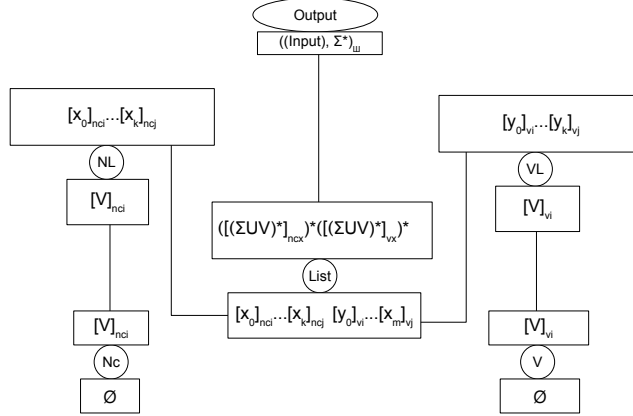 Output
((Input), Σ*)ш
[x₀]nci...[xk]ncj
[y₀]vi...[yk]vj
NL
VL
[V]nci
[V]vi
([(ΣUV)*]ncx)*([(ΣUV)*]vx)*
List
[x₀]nci...[xk]ncj [y₀]vi...[xm]vj
[V]nci
[V]vi
Nc
V
Ø
Ø